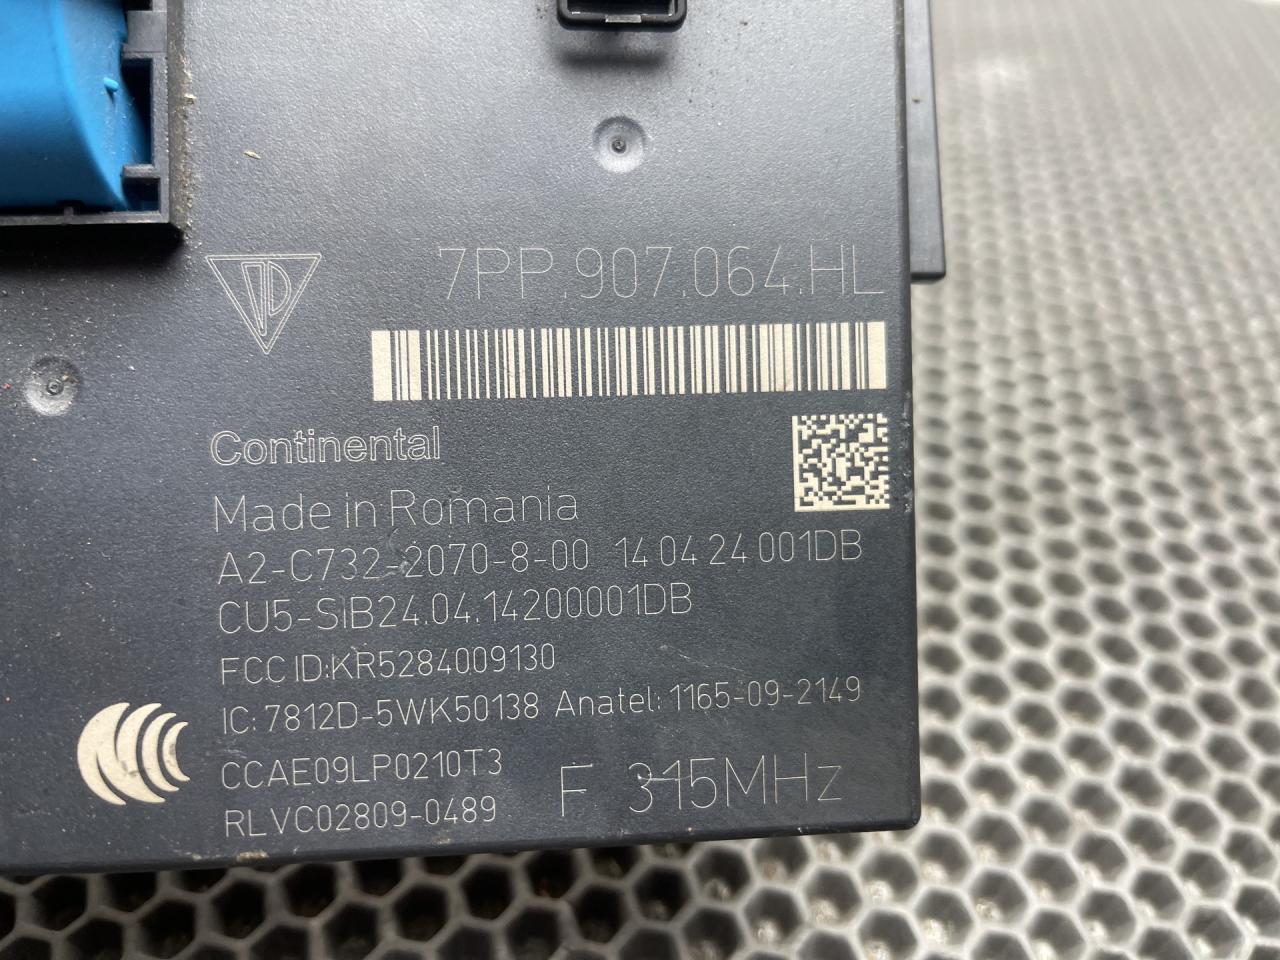 7PP.907.064.HL
Continental
Made in Romania
A2-C732-2070-8-00 14 04 24 001DB
CU5-SIB24.04.14200001DB
FCC ID:KR5284009130
IC: 7812D-5WK50138 Anatel: 1165-09-2149
CCAE09LP0210T3
RLVC02809-0489
F 315MHz